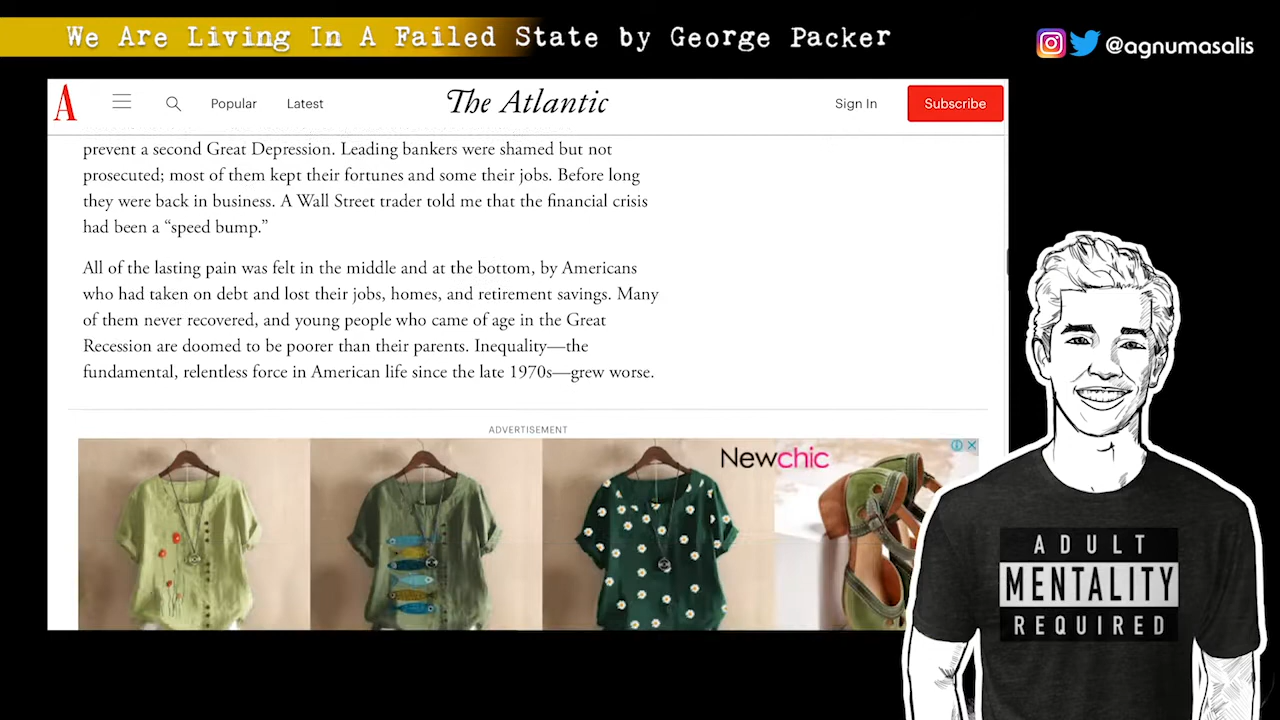 We Are Living In A Failed State by George Packer
@agnumasalis
A
Popular
Latest
The Atlantic
Sign In
Subscribe
prevent a second Great Depression. Leading bankers were shamed but not
prosecuted; most of them kept their fortunes and some their jobs. Before long
they were back in business. A Wall Street trader told me that the financial crisis
had been a “speed bump.”
All of the lasting pain was felt in the middle and at the bottom, by Americans
who had taken on debt and lost their jobs, homes, and retirement savings. Many
of them never recovered, and young people who came of age in the Great
Recession are doomed to be poorer than their parents. Inequality—the
fundamental, relentless force in American life since the late 1970s—grew worse.
ADVERTISEMENT
Newchic
ADULT
MENTALITY
REQUIRED